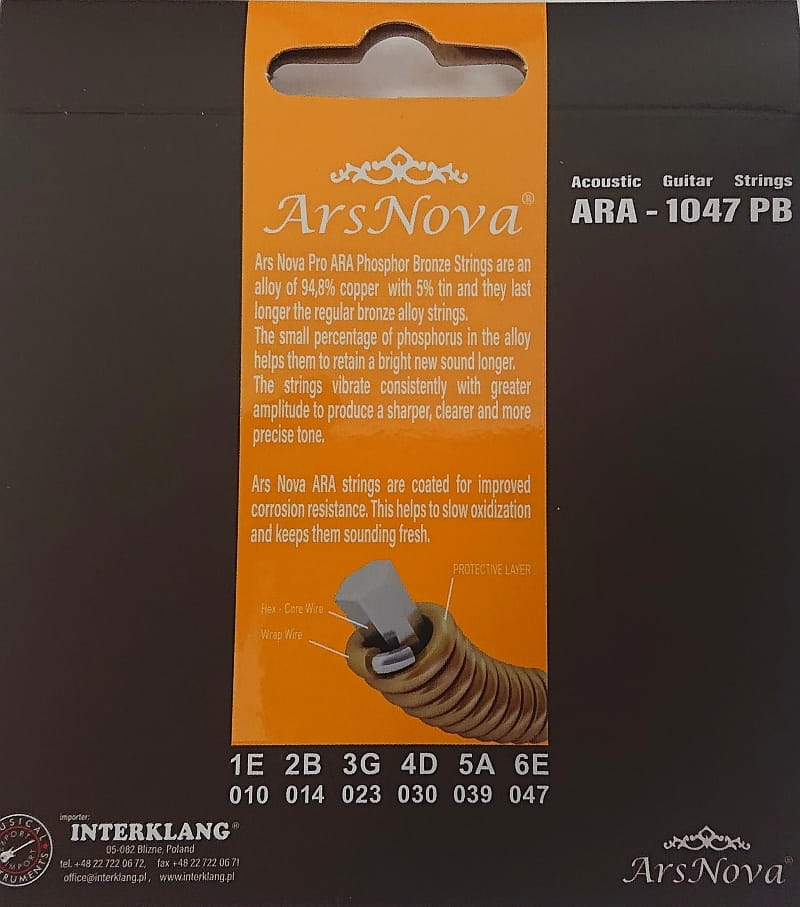 ArsNova®
Acoustic Guitar Strings
ARA - 1047 PB
Ars Nova Pro ARA Phosphor Bronze Strings are an
alloy of 94,8% copper with 5% tin and they last
longer the regular bronze alloy strings.
The small percentage of phosphorus in the alloy
helps them to retain a bright new sound longer.
The strings vibrate consistently with greater
amplitude to produce a sharper, clearer and more
precise tone.
Ars Nova ARA strings are coated for improved
corrosion resistance. This helps to slow oxidization
and keeps them sounding fresh.
PROTECTIVE LAYER
Hex - Core Wire
Wrap Wire
1E 2B 3G 4D 5A 6E
010 014 023 030 039 047
importer:
INTERKLANG®
05-082 Blizne, Poland
tel. +48 22 722 06 72, fax +48 22 722 06 71
office@interklang.pl, www.interklang.pl
ArsNova®